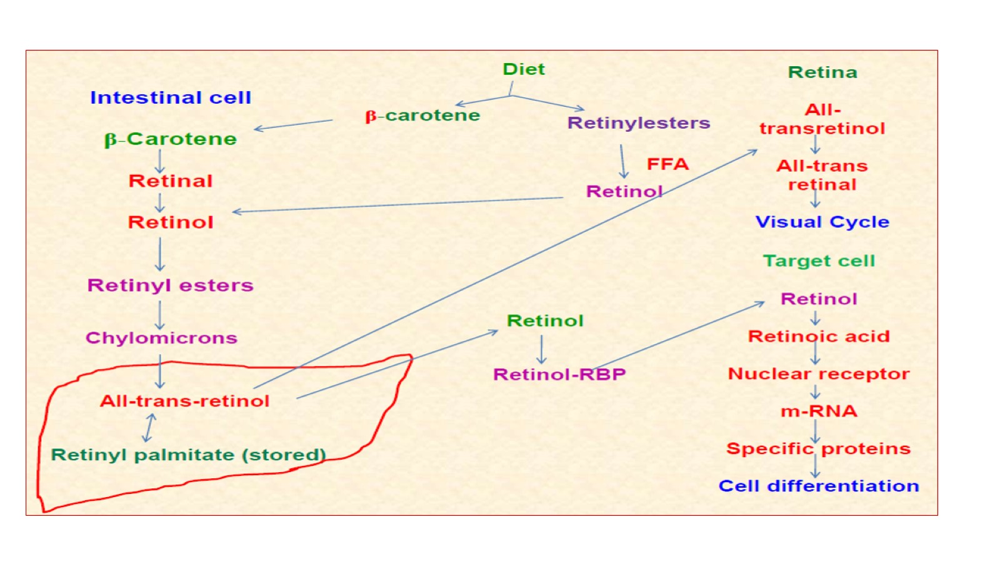 Diet
β-carotene
Retinylesters
FFA
Retinol
Intestinal cell
β-Carotene
Retinal
Retinol
Retinyl esters
Chylomicrons
All-trans-retinol
Retinyl palmitate (stored)
Retinol
Retinol-RBP
Retina
All-
transretinol
All-trans
retinal
Visual Cycle
Target cell
Retinol
Retinoic acid
Nuclear receptor
m-RNA
Specific proteins
Cell differentiation